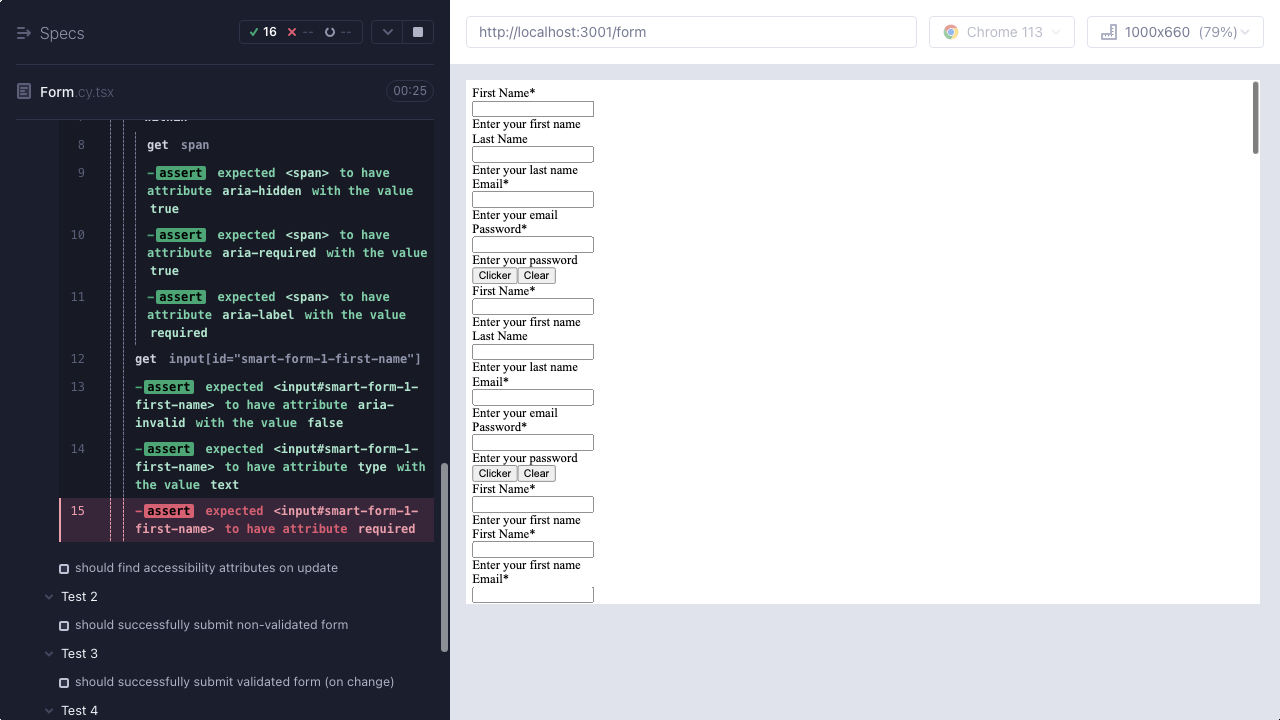 Specs
16
--
--
Form.cy.tsx
00:25
within
8 get span
9 -assert expected <span> to have
attribute aria-hidden with the value
true
10 -assert expected <span> to have
attribute aria-required with the value
true
11 -assert expected <span> to have
attribute aria-label with the value
required
12 get input[id="smart-form-1-first-name"]
13 -assert expected <input#smart-form-1-
first-name> to have attribute aria-
invalid with the value false
14 -assert expected <input#smart-form-1-
first-name> to have attribute type with
the value text
15 -assert expected <input#smart-form-1-
first-name> to have attribute required
should find accessibility attributes on update
Test 2
should successfully submit non-validated form
Test 3
should successfully submit validated form (on change)
Test 4
http://localhost:3001/form
Chrome 113
1000x660 (79%)
First Name*
Enter your first name
Last Name
Enter your last name
Email*
Enter your email
Password*
Enter your password
Clicker Clear
First Name*
Enter your first name
Last Name
Enter your last name
Email*
Enter your email
Password*
Enter your password
Clicker Clear
First Name*
Enter your first name
First Name*
Enter your first name
Email*